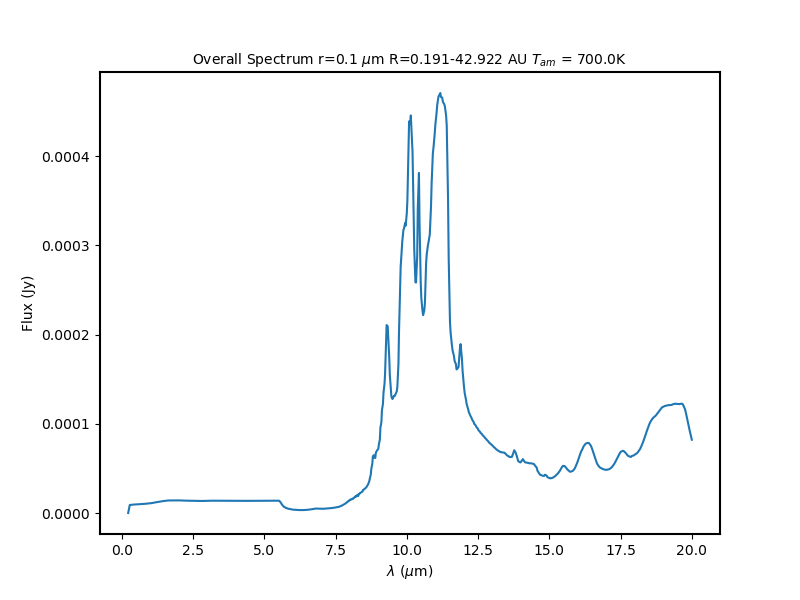 Overall Spectrum r=0.1 μm R=0.191-42.922 AU T_am = 700.0K
Flux (Jy)
0.0004
0.0003
0.0002
0.0001
0.0000
0.0 2.5 5.0 7.5 10.0 12.5 15.0 17.5 20.0
λ (μm)